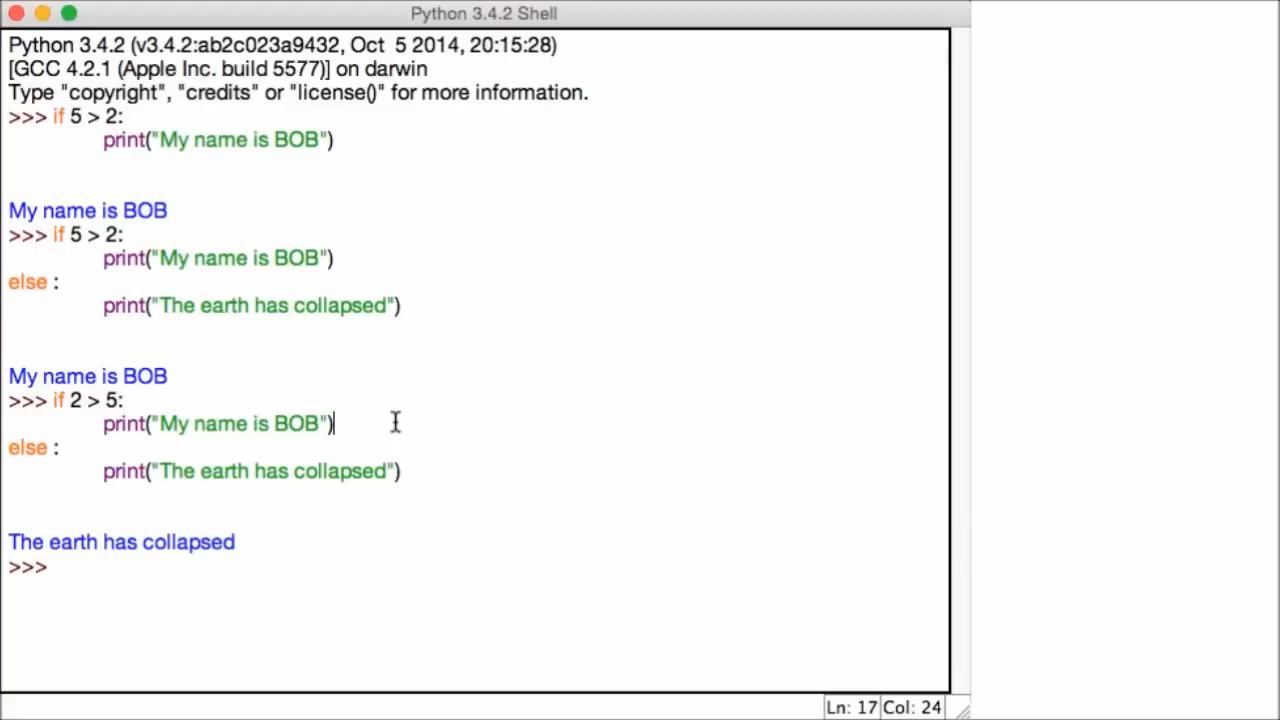 Python 3.4.2 Shell
Python 3.4.2 (v3.4.2:ab2c023a9432, Oct  5 2014, 20:15:28)
[GCC 4.2.1 (Apple Inc. build 5577)] on darwin
Type "copyright", "credits" or "license()" for more information.
>>> if 5 > 2:
print("My name is BOB")
My name is BOB
>>> if 5 > 2:
print("My name is BOB")
else :
print("The earth has collapsed")
My name is BOB
>>> if 2 > 5:
print("My name is BOB")
else :
print("The earth has collapsed")
The earth has collapsed
>>>
Ln: 17 Col: 24